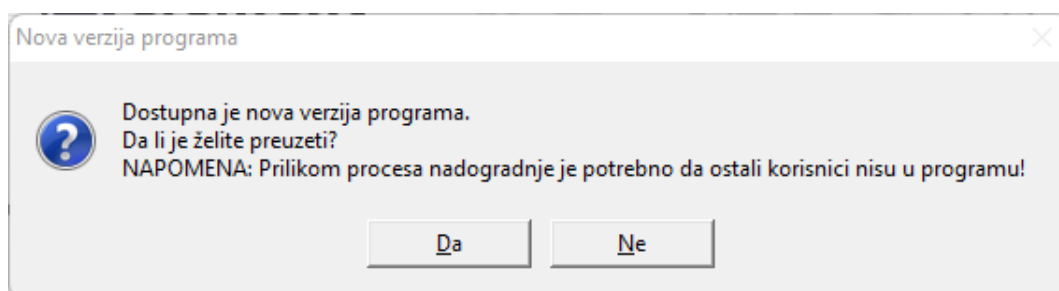 Nova verzija programa
Dostupna je nova verzija programa.
Da li je želite preuzeti?
NAPOMENA: Prilikom procesa nadogradnje je potrebno da ostali korisnici nisu u programu!
Da
Ne